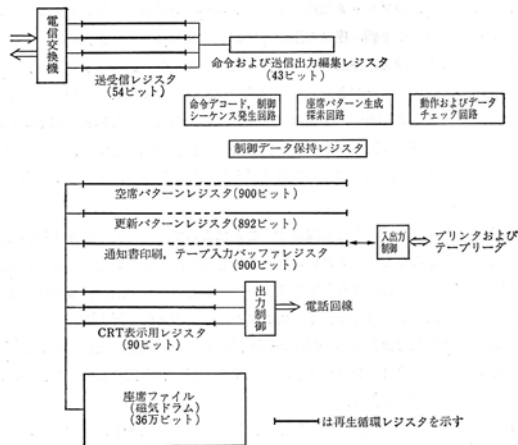 電信交換機
送受信レジスタ
(54ビット)
命令および送信出力編集レジスタ
(43ビット)
命令デコード，制御
シーケンス発生回路
座席パターン生成
探索回路
動作およびデータ
チェック回路
制御データ保持レジスタ
空席パターンレジスタ(900ビット)
更新パターンレジスタ(892ビット)
通知書印刷，テープ入力バッファレジスタ
(900ビット)
入出力
制御
プリンタおよび
テープリーダ
出力制御
電話回線
CRT表示用レジスタ
(90ビット)
座席ファイル
(磁気ドラム)
(36万ビット)
は再生循環レジスタを示す